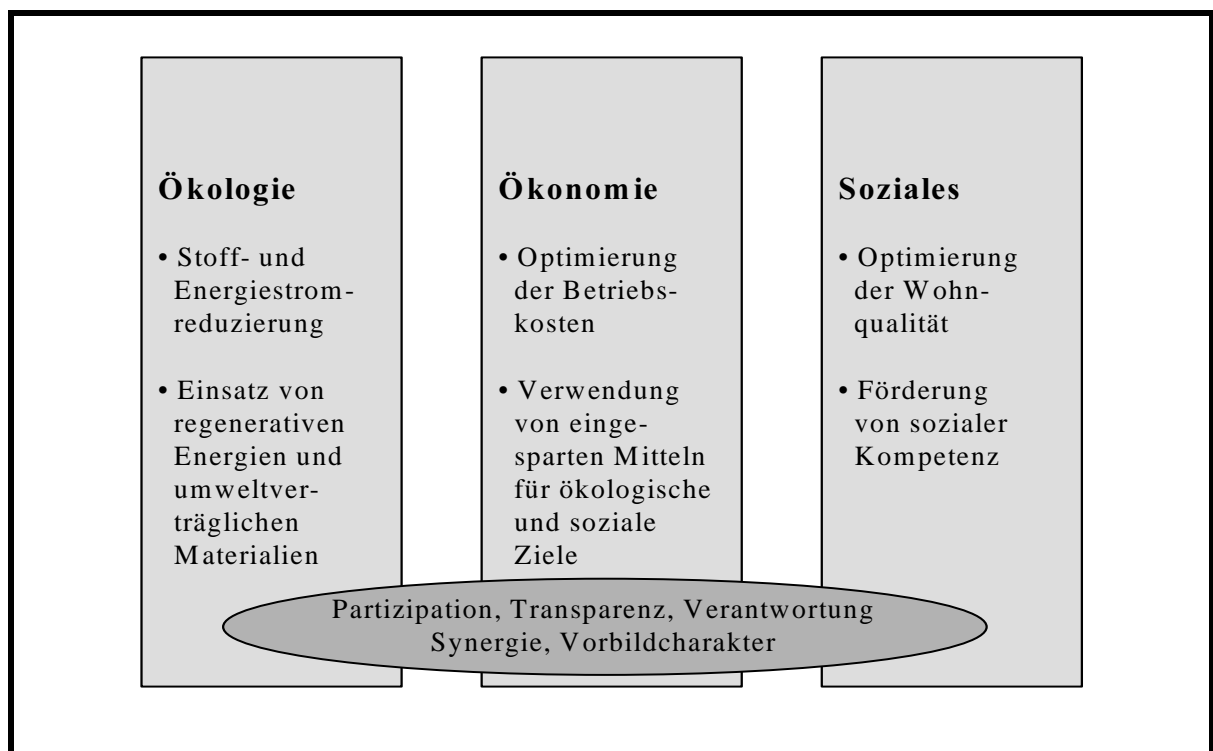 Ökologie
• Stoff- und
Energiestrom-
reduzierung
• Einsatz von
regenerativen
Energien und
umweltver-
träglichen
Materialien
Ökonomie
• Optimierung
der Betriebs-
kosten
• Verwendung
von einge-
sparten Mitteln
für ökologische
und soziale
Ziele
Soziales
• Optimierung
der Wohn-
qualität
• Förderung
von sozialer
Kompetenz
Partizipation, Transparenz, Verantwortung
Synergie, Vorbildcharakter